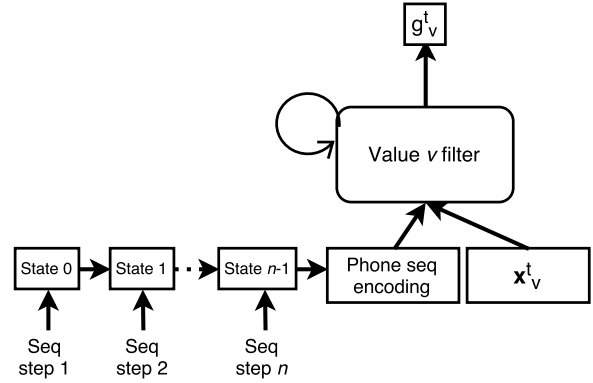 g^t_v
Value v filter
State 0
State 1
State n-1
Phone seq
encoding
x^t_v
Seq
step 1
Seq
step 2
Seq
step n